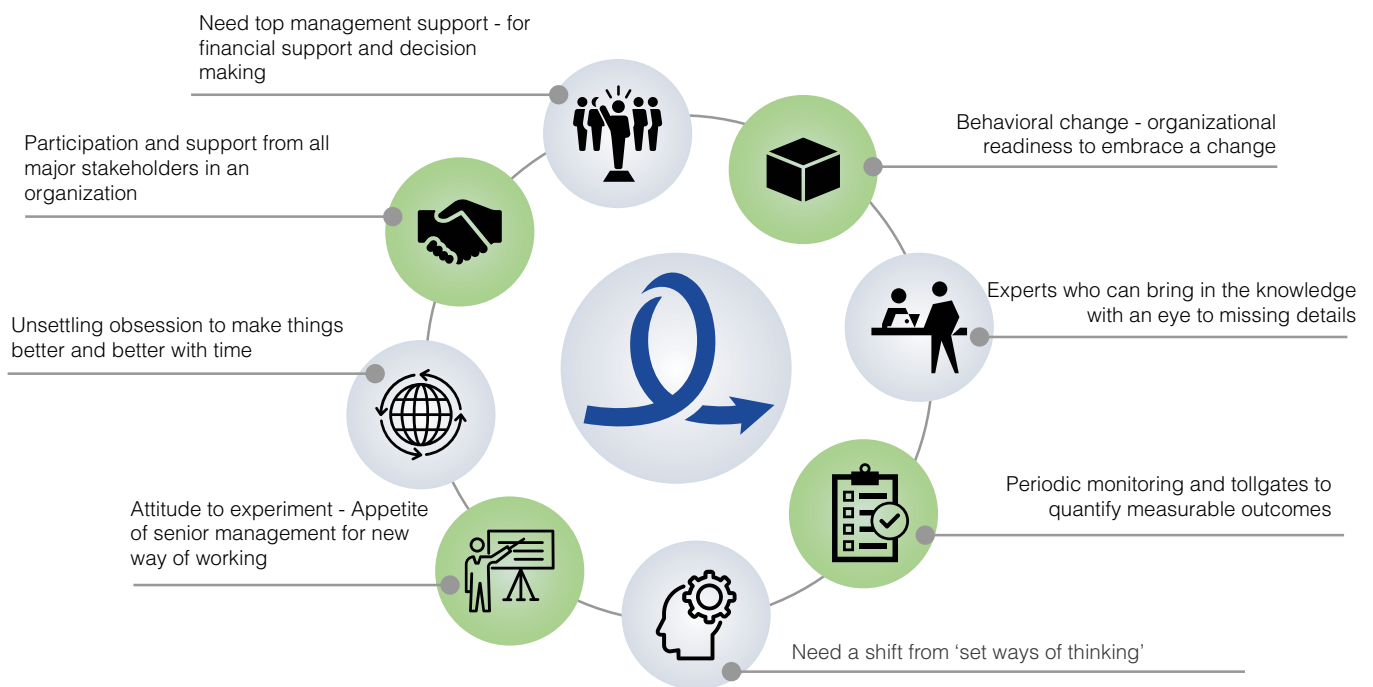 Need top management support - for
financial support and decision
making
Behavioral change - organizational
readiness to embrace a change
Participation and support from all
major stakeholders in an
organization
Experts who can bring in the knowledge
with an eye to missing details
Unsettling obsession to make things
better and better with time
Periodic monitoring and tollgates to
quantify measurable outcomes
Attitude to experiment - Appetite
of senior management for new
way of working
Need a shift from ‘set ways of thinking’